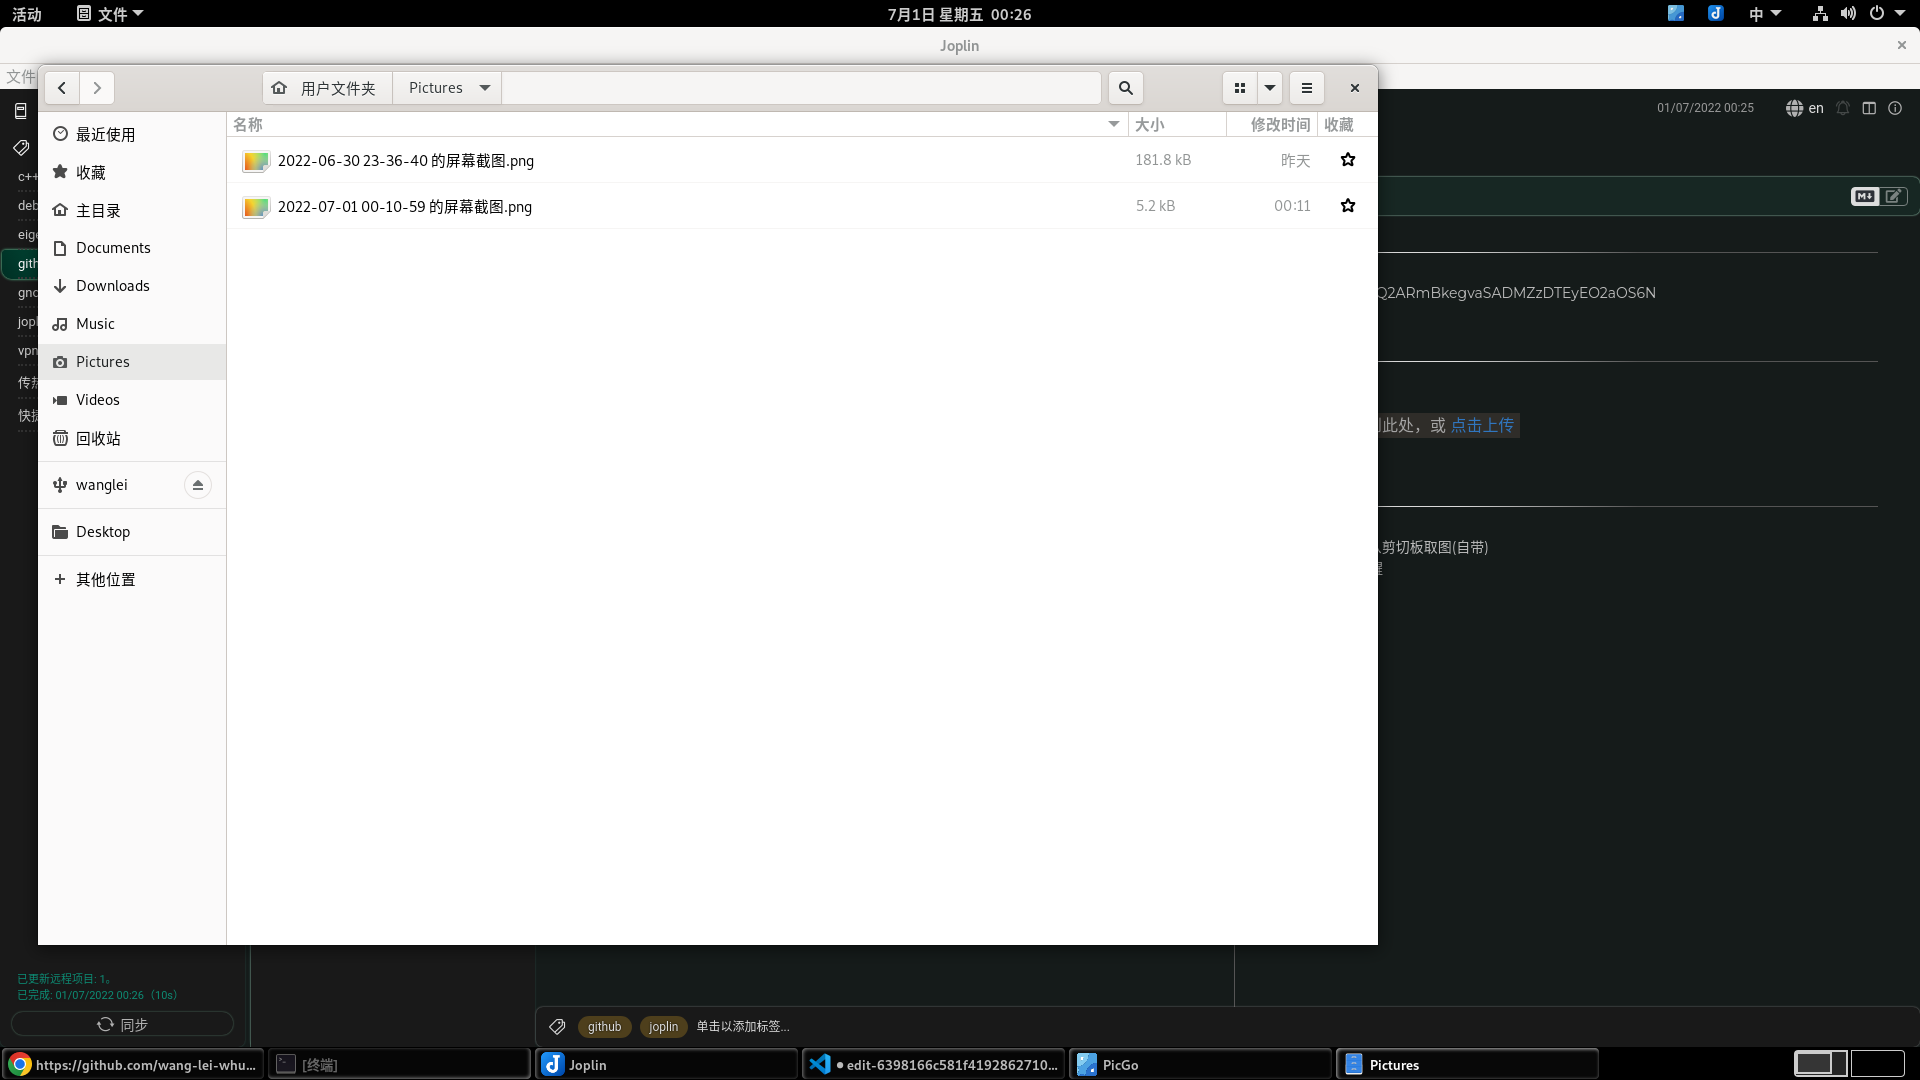 活动 文件 7月1日 星期五 00:26 中
Joplin
文件
用户文件夹 Pictures
01/07/2022 00:25 en
名称 大小 修改时间 收藏
最近使用
收藏
主目录
Documents
Downloads
Music
Pictures
Videos
回收站
wanglei
Desktop
其他位置
2022-06-30 23-36-40 的屏幕截图.png 181.8 kB 昨天
2022-07-01 00-10-59 的屏幕截图.png 5.2 kB 00:11
c++
deb
eige
gith
gno
jopl
vpn
传热
快捷
M↓
Q2ARmBkegvaSADMZzDTEyEO2aOS6N
此处，或 点击上传
剪切板取图(自带)
已更新远程项目: 1。
已完成: 01/07/2022 00:26（10s）
同步
github joplin 单击以添加标签...
https://github.com/wang-lei-whu... [终端] Joplin ● edit-6398166c581f4192862710... PicGo Pictures